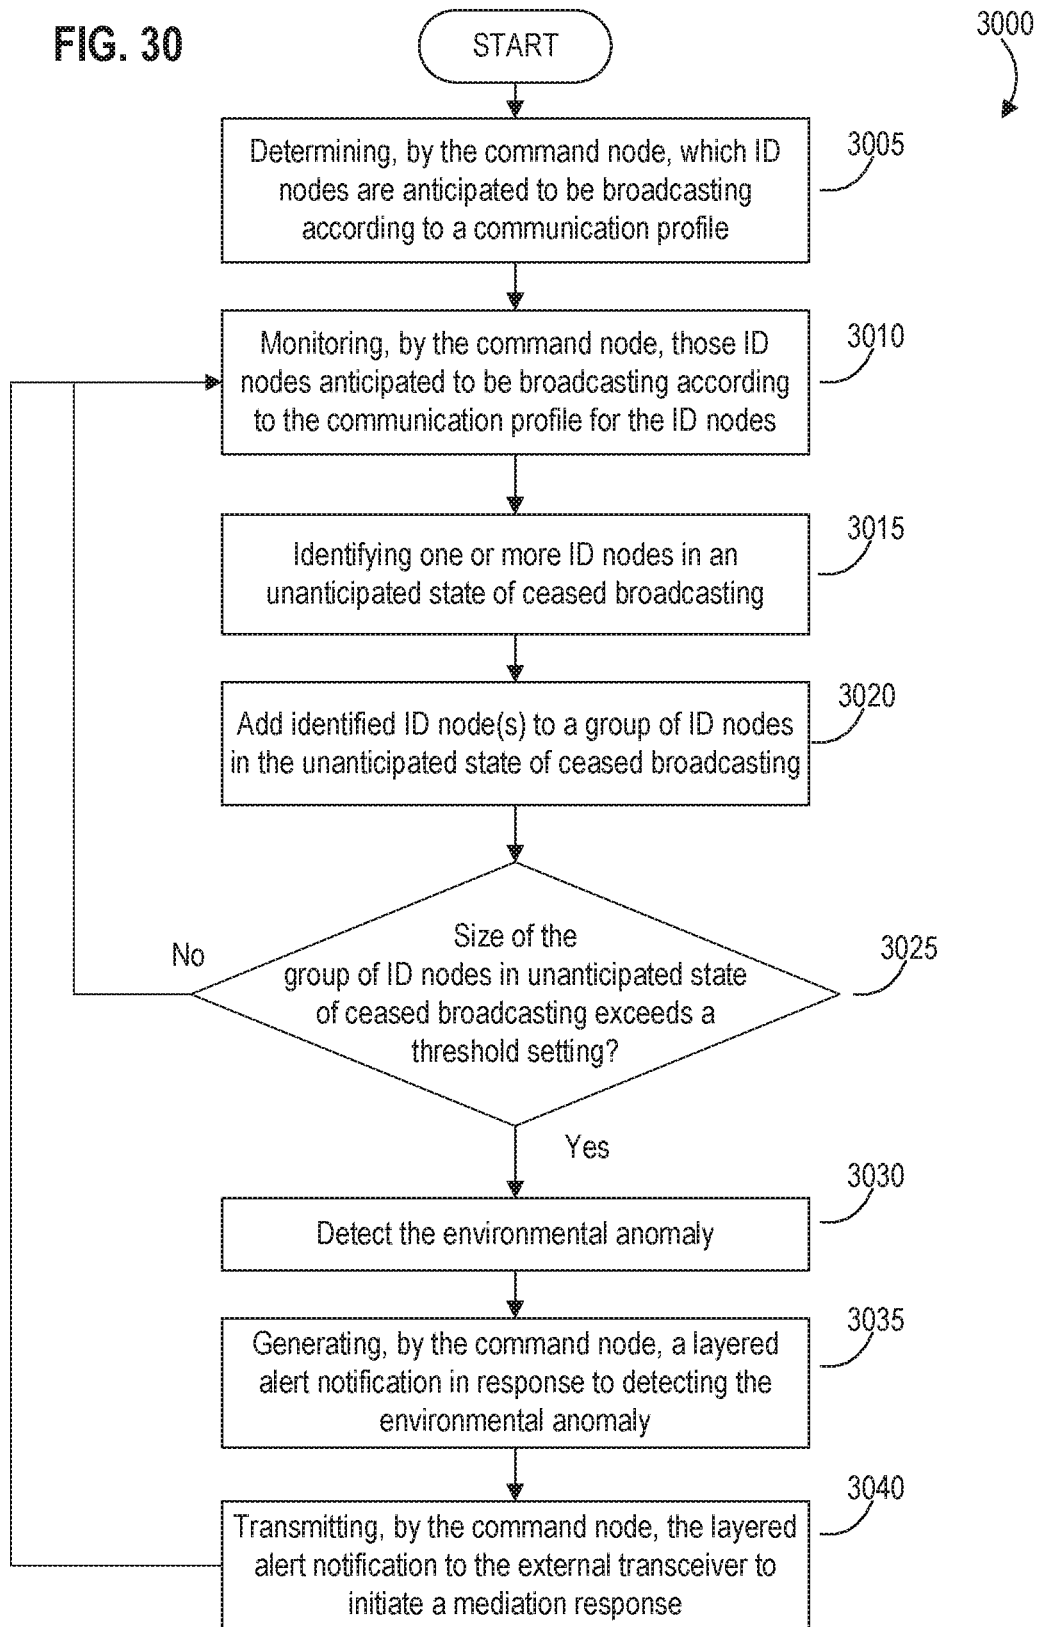 FIG. 30
START
3000
Determining, by the command node, which ID
nodes are anticipated to be broadcasting
according to a communication profile
3005
Monitoring, by the command node, those ID
nodes anticipated to be broadcasting according
to the communication profile for the ID nodes
3010
Identifying one or more ID nodes in an
unanticipated state of ceased broadcasting
3015
Add identified ID node(s) to a group of ID nodes
in the unanticipated state of ceased broadcasting
3020
Size of the
group of ID nodes in unanticipated state
of ceased broadcasting exceeds a
threshold setting?
3025
No
Yes
Detect the environmental anomaly
3030
Generating, by the command node, a layered
alert notification in response to detecting the
environmental anomaly
3035
Transmitting, by the command node, the layered
alert notification to the external transceiver to
initiate a mediation response
3040